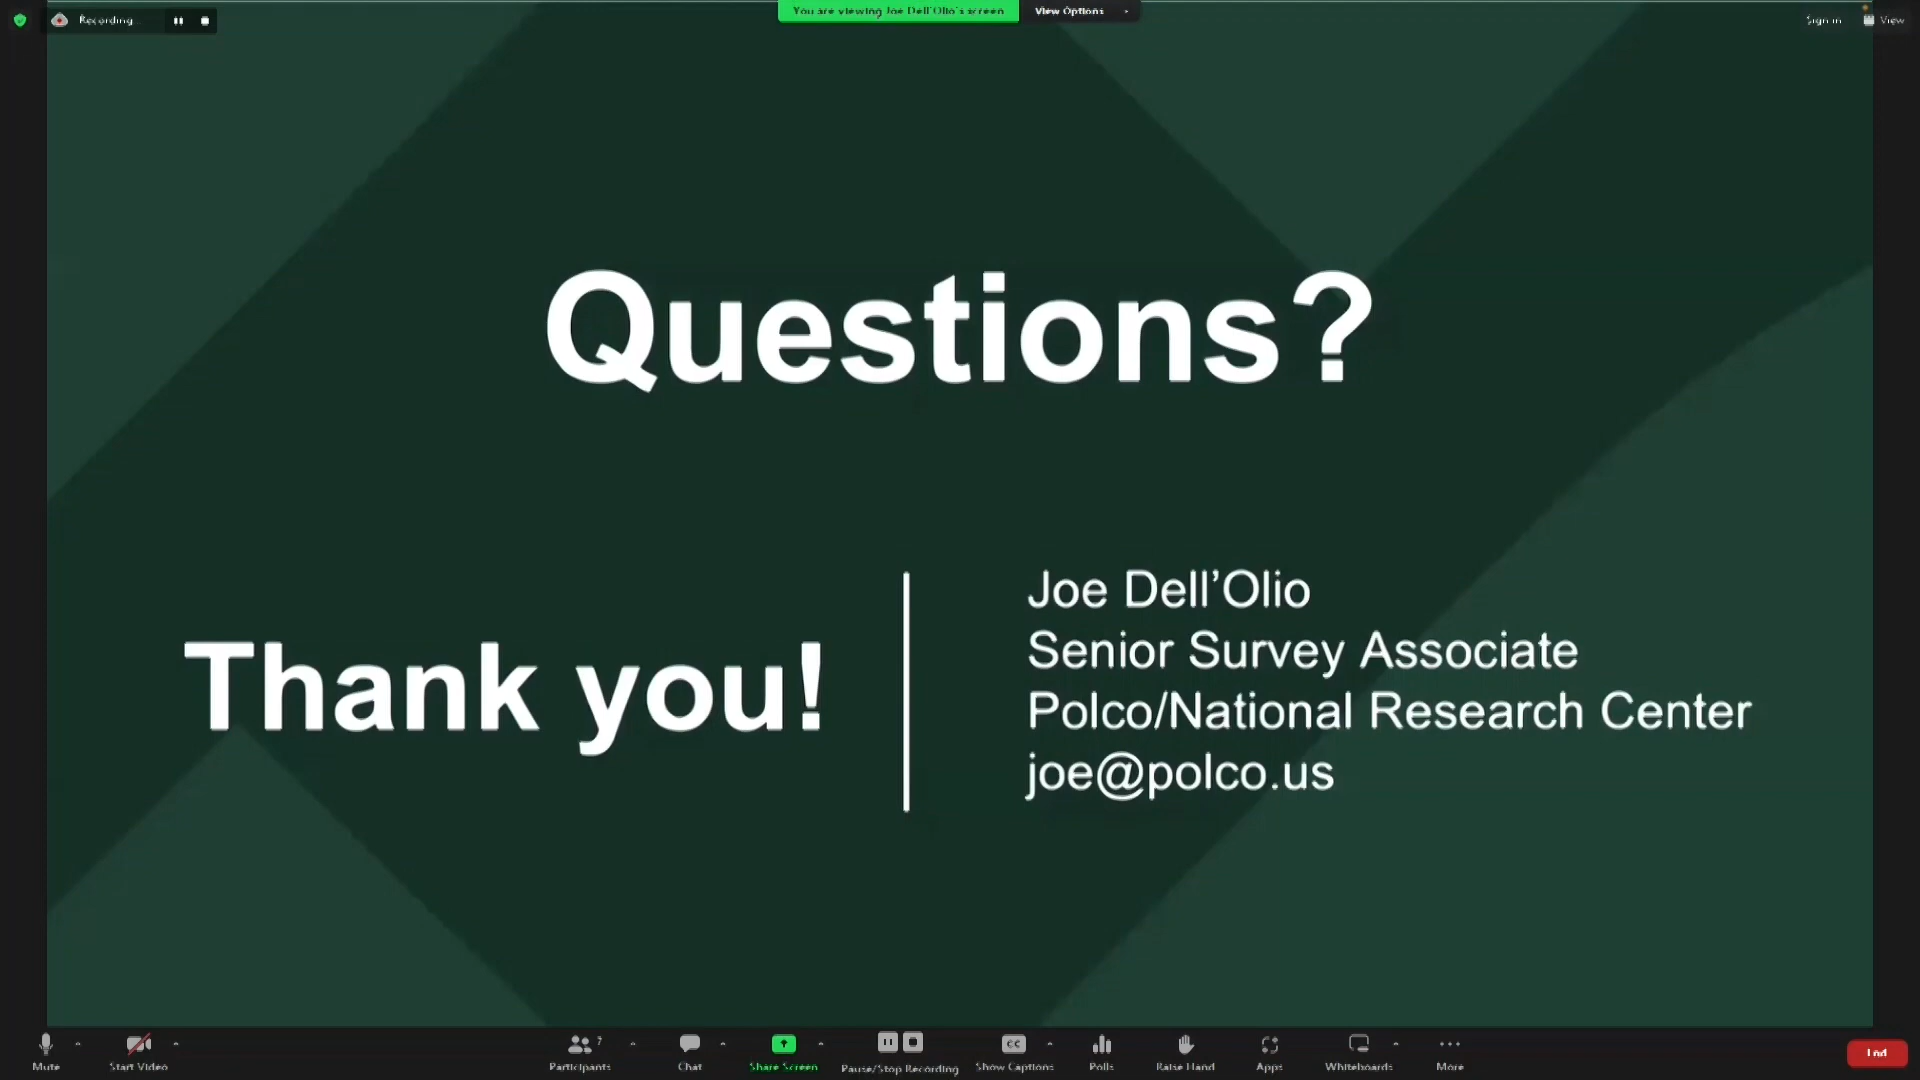 Recording...
You are viewing Joe Dell'Olio's screen
View Options
Sign in
View
Questions?
Thank you!
Joe Dell’Olio
Senior Survey Associate
Polco/National Research Center
joe@polco.us
Mute
Start Video
Participants
7
Chat
Share Screen
Pause/Stop Recording
CC
Show Captions
Polls
Raise Hand
Apps
Whiteboards
More
End